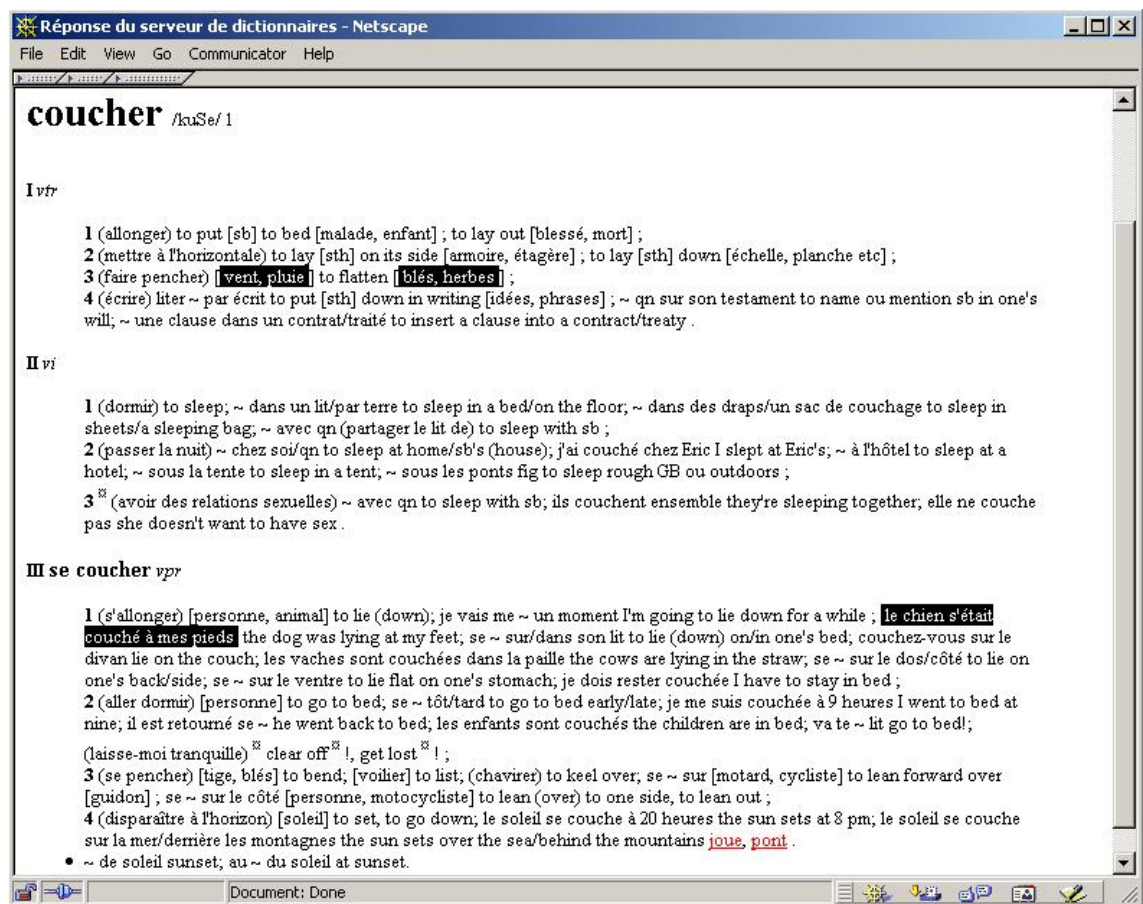 Réponse du serveur de dictionnaires - Netscape
File Edit View Go Communicator Help
coucher /kuSe/ 1
I vtr
1 (allonger) to put [sb] to bed [malade, enfant] ; to lay out [blessé, mort] ;
2 (mettre à l'horizontale) to lay [sth] on its side [armoire, étagère] ; to lay [sth] down [échelle, planche etc] ;
3 (faire pencher) [ vent, pluie ] to flatten [ blés, herbes ] ;
4 (écrire) liter ~ par écrit to put [sth] down in writing [idées, phrases] ; ~ qn sur son testament to name ou mention sb in one's
will; ~ une clause dans un contrat/traité to insert a clause into a contract/treaty .
II vi
1 (dormir) to sleep; ~ dans un lit/par terre to sleep in a bed/on the floor; ~ dans des draps/un sac de couchage to sleep in
sheets/a sleeping bag; ~ avec qn (partager le lit de) to sleep with sb ;
2 (passer la nuit) ~ chez soi/qn to sleep at home/sb's (house); j'ai couché chez Eric I slept at Eric's; ~ à l'hôtel to sleep at a
hotel; ~ sous la tente to sleep in a tent; ~ sous les ponts fig to sleep rough GB ou outdoors ;
3 ¤ (avoir des relations sexuelles) ~ avec qn to sleep with sb; ils couchent ensemble they're sleeping together; elle ne couche
pas she doesn't want to have sex .
III se coucher vpr
1 (s'allonger) [personne, animal] to lie (down); je vais me ~ un moment I'm going to lie down for a while ; le chien s'était
couché à mes pieds the dog was lying at my feet; se ~ sur/dans son lit to lie (down) on/in one's bed; couchez-vous sur le
divan lie on the couch; les vaches sont couchées dans la paille the cows are lying in the straw; se ~ sur le dos/côté to lie on
one's back/side; se ~ sur le ventre to lie flat on one's stomach; je dois rester couchée I have to stay in bed ;
2 (aller dormir) [personne] to go to bed; se ~ tôt/tard to go to bed early/late; je me suis couchée à 9 heures I went to bed at
nine; il est retourné se ~ he went back to bed; les enfants sont couchés the children are in bed; va te ~ lit go to bed!;
(laisse-moi tranquille) ¤ clear off ¤ !, get lost ¤ ! ;
3 (se pencher) [tige, blés] to bend; [voilier] to list; (chavirer) to keel over; se ~ sur [motard, cycliste] to lean forward over
[guidon] ; se ~ sur le côté [personne, motocycliste] to lean (over) to one side, to lean out ;
4 (disparaître à l'horizon) [soleil] to set, to go down; le soleil se couche à 20 heures the sun sets at 8 pm; le soleil se couche
sur la mer/derrière les montagnes the sun sets over the sea/behind the mountains joue, pont .
• ~ de soleil sunset; au ~ du soleil at sunset.
Document: Done